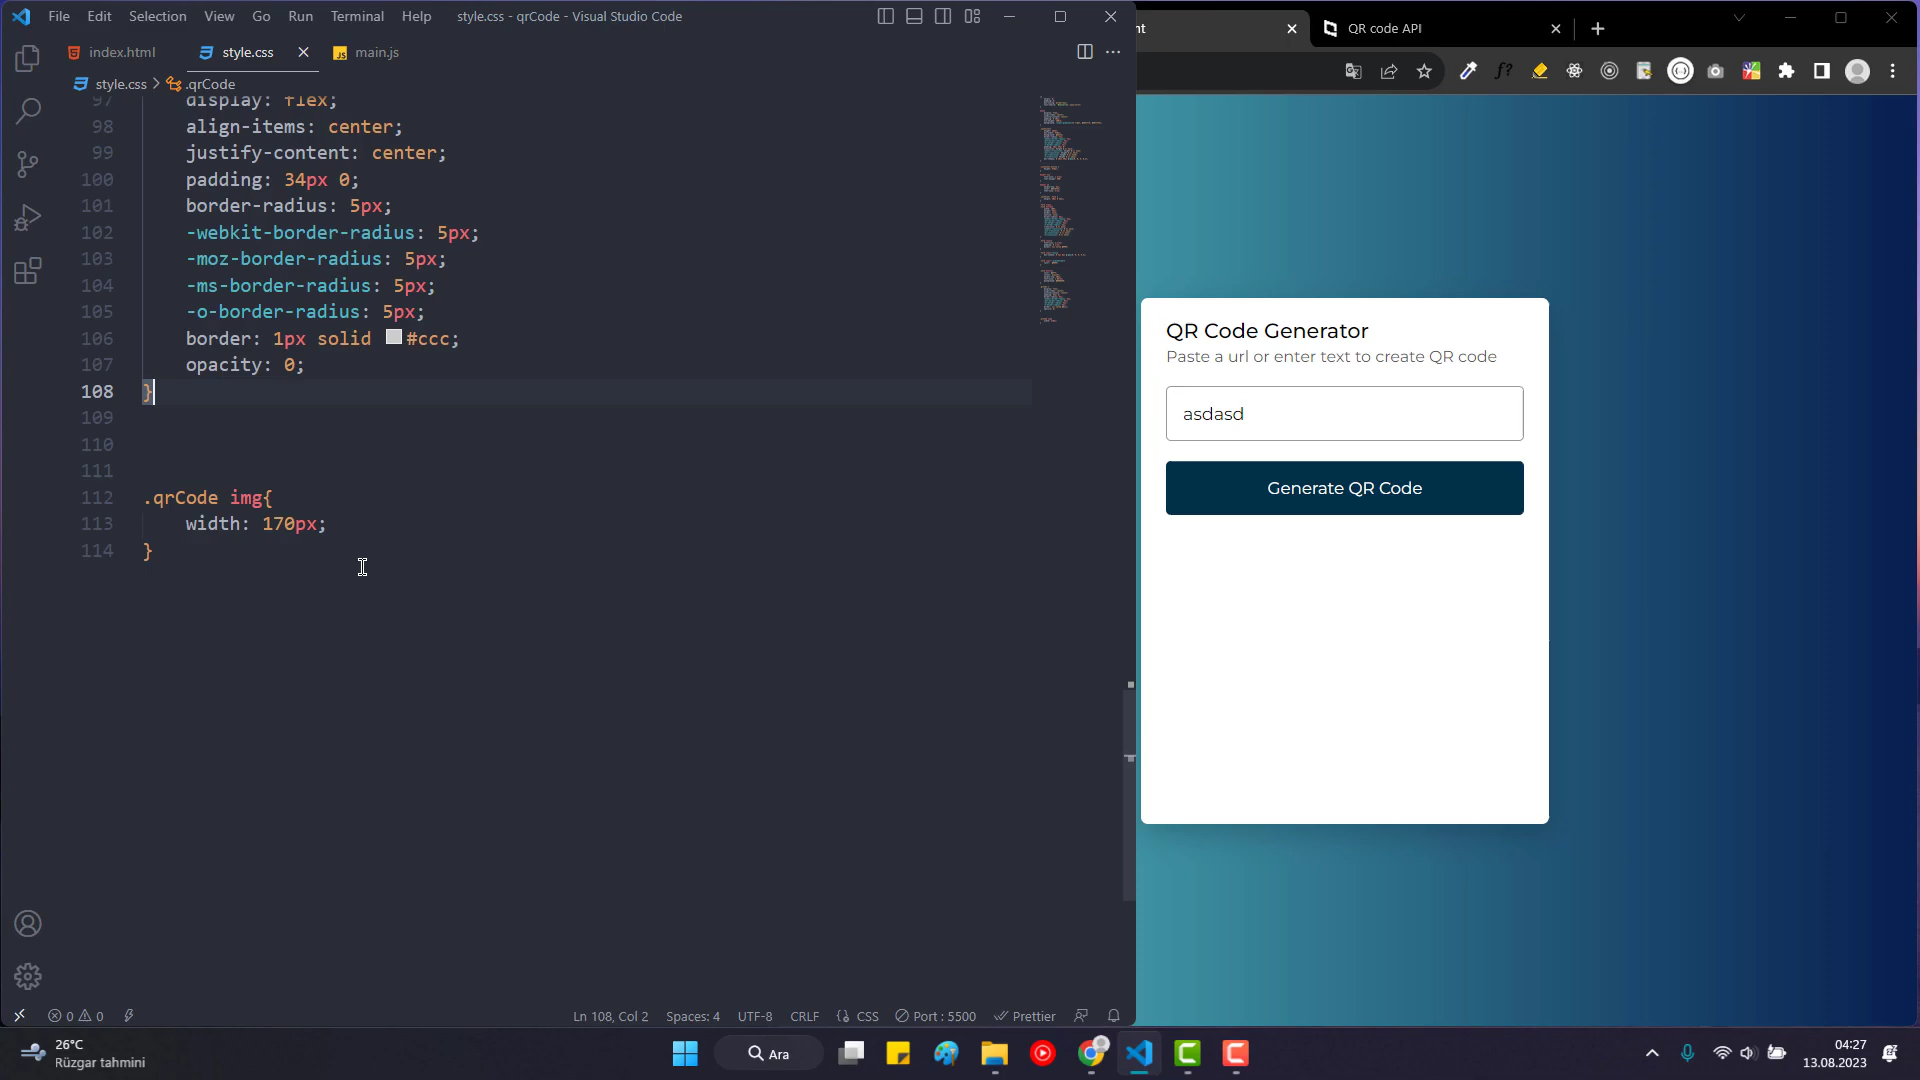 File Edit Selection View Go Run Terminal Help style.css - qrCode - Visual Studio Code
index.html style.css main.js
style.css > .qrCode
97 display: flex;
98 align-items: center;
99 justify-content: center;
100 padding: 34px 0;
101 border-radius: 5px;
102 -webkit-border-radius: 5px;
103 -moz-border-radius: 5px;
104 -ms-border-radius: 5px;
105 -o-border-radius: 5px;
106 border: 1px solid #ccc;
107 opacity: 0;
108 }
109
110
111
112 .qrCode img{
113 width: 170px;
114 }
0 0
Ln 108, Col 2 Spaces: 4 UTF-8 CRLF {} CSS Port : 5500 Prettier
QR code API
f?
QR Code Generator
Paste a url or enter text to create QR code
asdasd
Generate QR Code
26°C
Rüzgar tahmini
Ara
04:27
13.08.2023